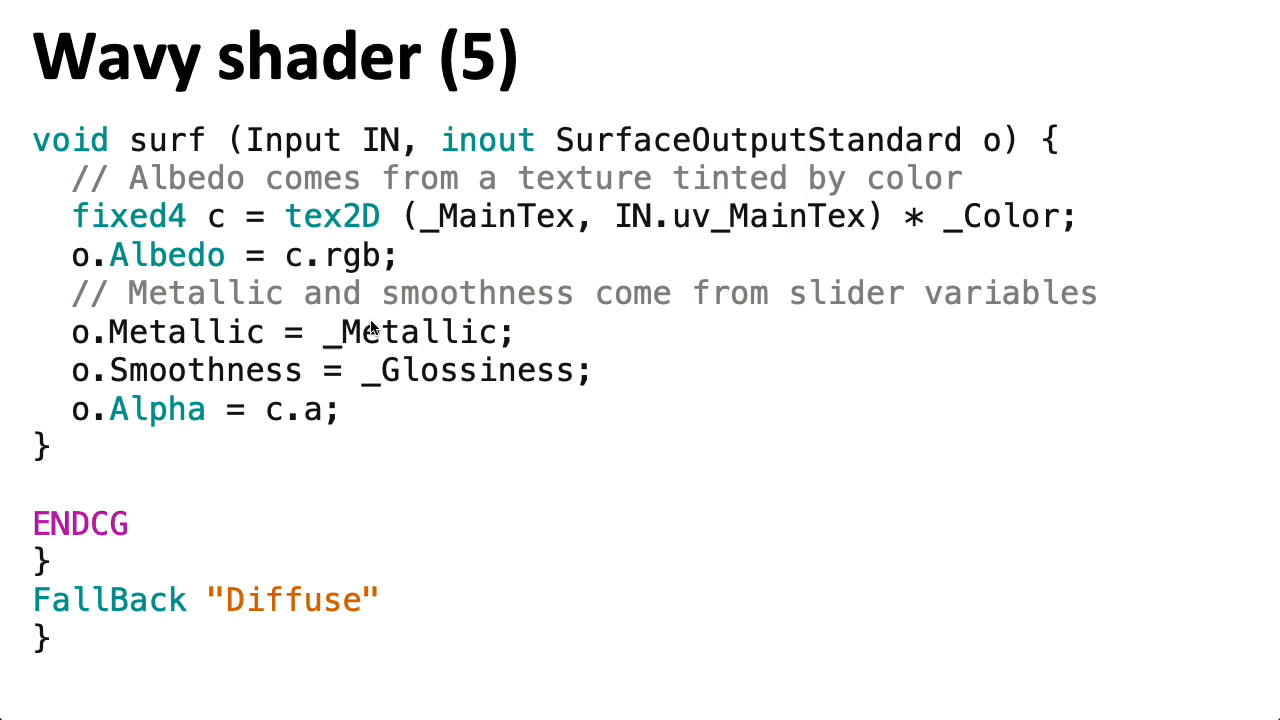 Wavy shader (5)
void surf (Input IN, inout SurfaceOutputStandard o) {
// Albedo comes from a texture tinted by color
fixed4 c = tex2D (_MainTex, IN.uv_MainTex) * _Color;
o.Albedo = c.rgb;
// Metallic and smoothness come from slider variables
o.Metallic = _Metallic;
o.Smoothness = _Glossiness;
o.Alpha = c.a;
}
ENDCG
}
FallBack "Diffuse"
}